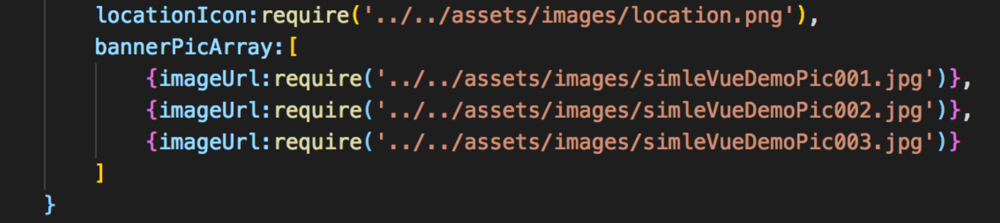 locationIcon:require('../../assets/images/location.png'),
bannerPicArray:[
{imageUrl:require('../../assets/images/simleVueDemoPic001.jpg')},
{imageUrl:require('../../assets/images/simleVueDemoPic002.jpg')},
{imageUrl:require('../../assets/images/simleVueDemoPic003.jpg')}
]
}